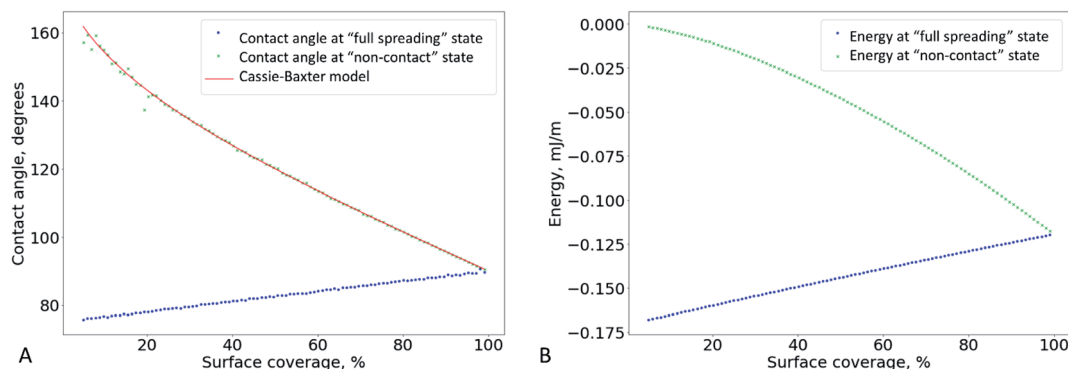 160
140
120
100
80
Contact angle, degrees
Contact angle at “full spreading” state
Contact angle at “non-contact” state
Cassie-Baxter model
20
40
60
80
100
Surface coverage, %
A
0.000
−0.025
−0.050
−0.075
−0.100
−0.125
−0.150
−0.175
Energy, mJ/m
Energy at “full spreading” state
Energy at “non-contact” state
20
40
60
80
100
Surface coverage, %
B